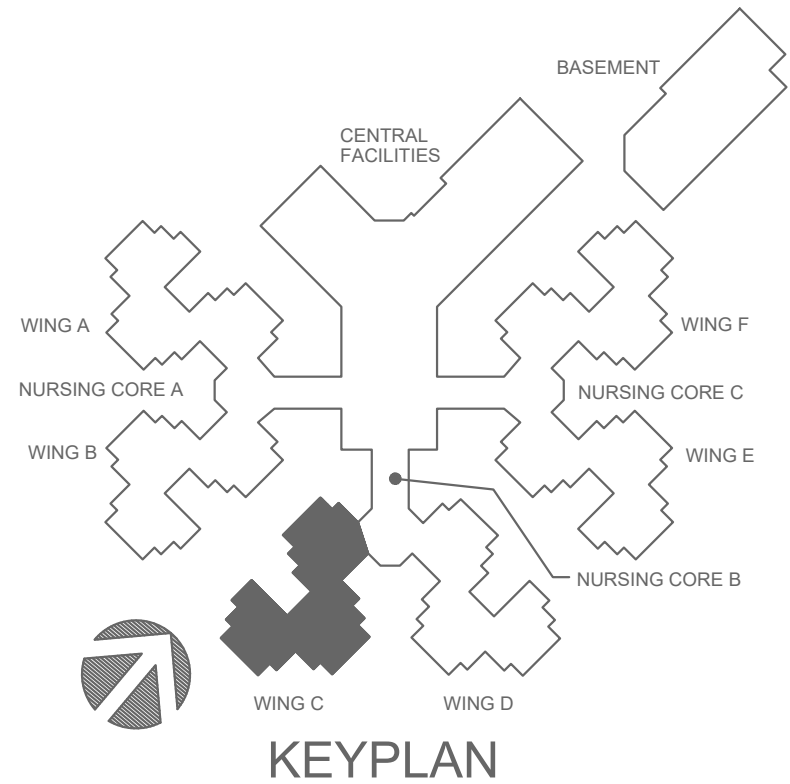 BASEMENT
CENTRAL
FACILITIES
WING A
WING F
NURSING CORE A
NURSING CORE C
WING B
WING E
NURSING CORE B
WING C
WING D
KEYPLAN